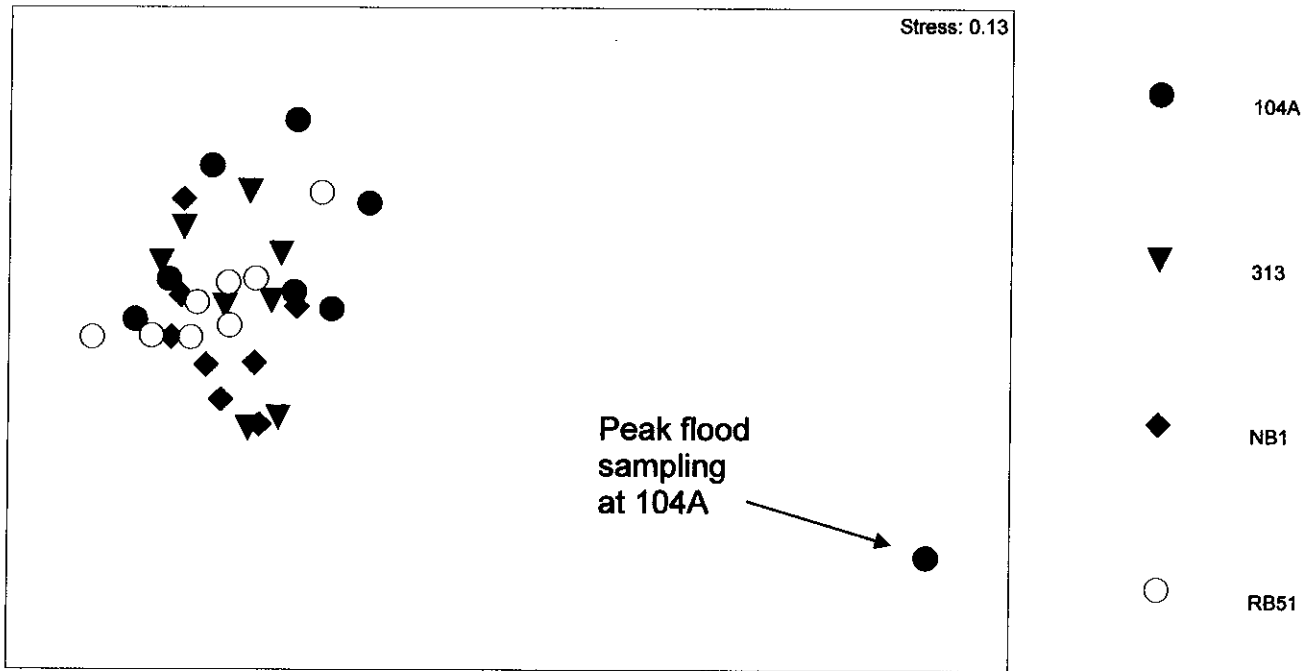 Stress: 0.13
104A
313
NB1
RB51
Peak flood
sampling
at 104A